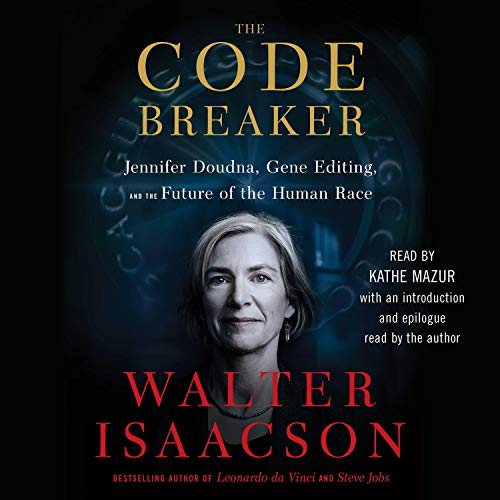 THE
CODE
BREAKER
Jennifer Doudna, Gene Editing,
AND THE Future of the Human Race
READ BY
KATHE MAZUR
with an introduction
and epilogue
read by the author
WALTER
ISAACSON
BESTSELLING AUTHOR OF Leonardo da Vinci AND Steve Jobs